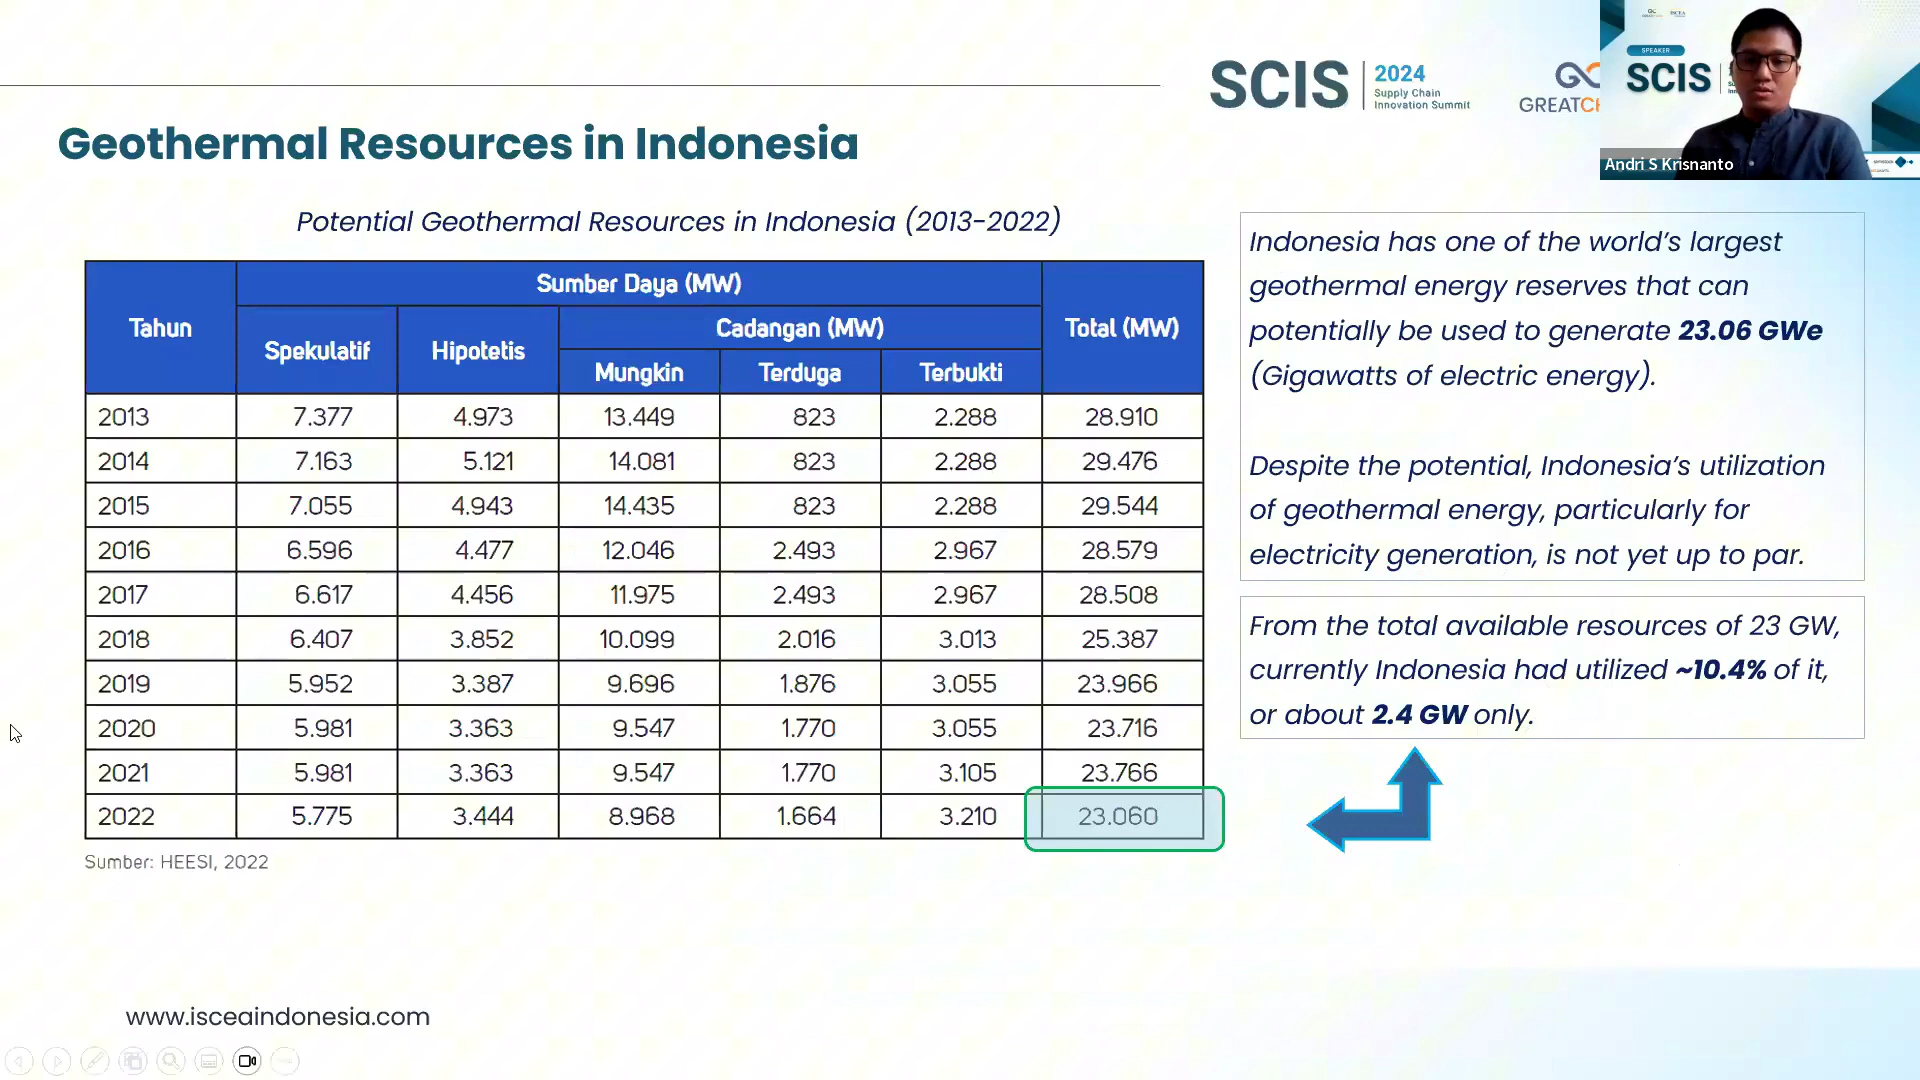 SCIS
2024
Supply Chain
Innovation Summit
SPEAKER
SCIS
Andri S Krisnanto
Geothermal Resources in Indonesia
Potential Geothermal Resources in Indonesia (2013-2022)
Tahun Sumber Daya (MW) Total (MW)
Spekulatif Hipotetis Cadangan (MW)
Mungkin Terduga Terbukti
2013 7.377 4.973 13.449 823 2.288 28.910
2014 7.163 5.121 14.081 823 2.288 29.476
2015 7.055 4.943 14.435 823 2.288 29.544
2016 6.596 4.477 12.046 2.493 2.967 28.579
2017 6.617 4.456 11.975 2.493 2.967 28.508
2018 6.407 3.852 10.099 2.016 3.013 25.387
2019 5.952 3.387 9.696 1.876 3.055 23.966
2020 5.981 3.363 9.547 1.770 3.055 23.716
2021 5.981 3.363 9.547 1.770 3.105 23.766
2022 5.775 3.444 8.968 1.664 3.210 23.060
Sumber: HEESI, 2022
Indonesia has one of the world's largest
geothermal energy reserves that can
potentially be used to generate 23.06 GWe
(Gigawatts of electric energy).
Despite the potential, Indonesia's utilization
of geothermal energy, particularly for
electricity generation, is not yet up to par.
From the total available resources of 23 GW,
currently Indonesia had utilized ~10.4% of it,
or about 2.4 GW only.
www.isceaindonesia.com